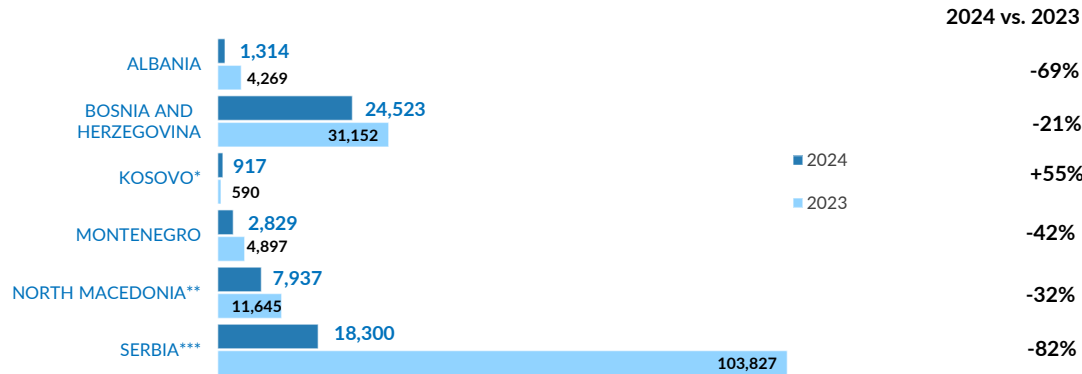 2024 vs. 2023
ALBANIA
1,314
4,269
-69%
BOSNIA AND
HERZEGOVINA
24,523
31,152
-21%
KOSOVO*
917
590
+55%
MONTENEGRO
2,829
4,897
-42%
NORTH MACEDONIA**
7,937
11,645
-32%
SERBIA***
18,300
103,827
-82%
2024
2023